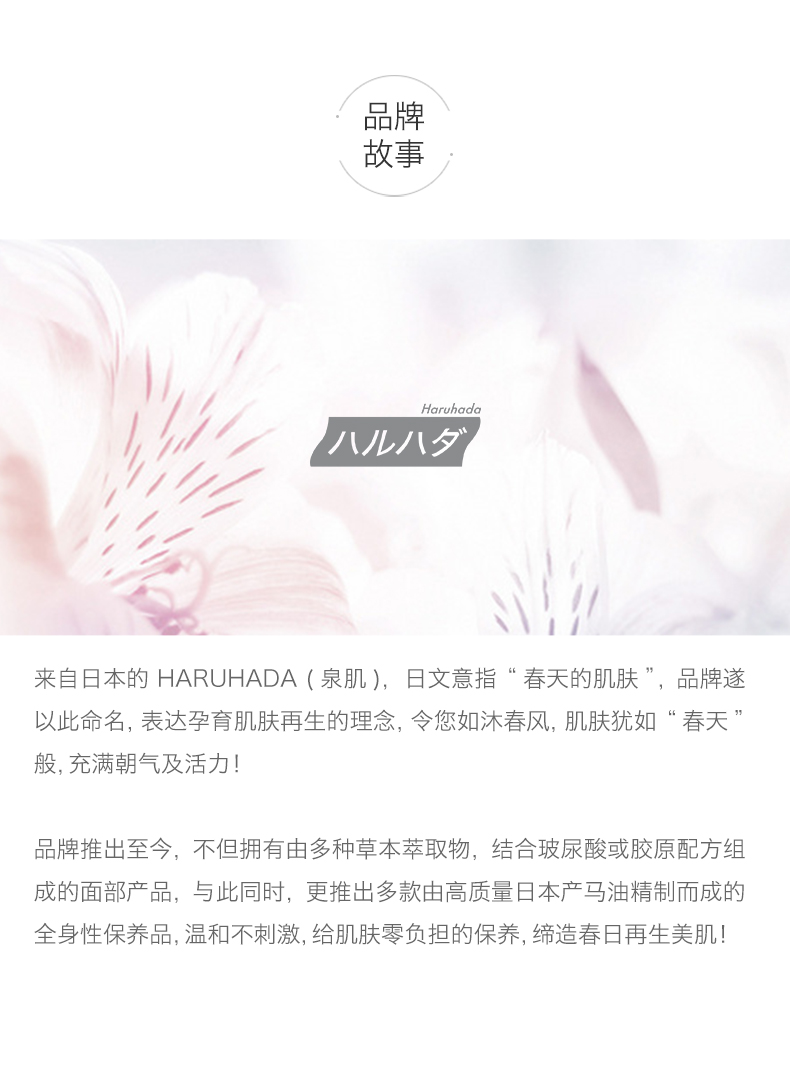 品牌
故事
Haruhada
ハルハダ
来自日本的 HARUHADA ( 泉肌 )，日文意指 “ 春天的肌肤 ”，品牌遂
以此命名, 表达孕育肌肤再生的理念, 令您如沐春风, 肌肤犹如 “ 春天 ”
般, 充满朝气及活力！
品牌推出至今，不但拥有由多种草本萃取物，结合玻尿酸或胶原配方组
成的面部产品，与此同时，更推出多款由高质量日本产马油精制而成的
全身性保养品, 温和不刺激, 给肌肤零负担的保养, 缔造春日再生美肌！